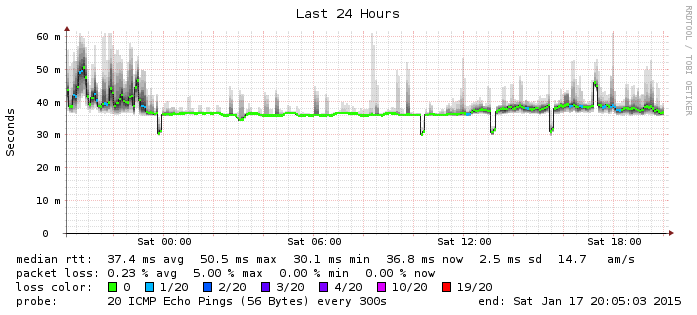 Last 24 Hours
RRDTOOL / TOBI OETIKER
Seconds
60 m
50 m
40 m
30 m
20 m
10 m
0
Sat 00:00 Sat 06:00 Sat 12:00 Sat 18:00
median rtt: 37.4 ms avg 50.5 ms max 30.1 ms min 36.8 ms now 2.5 ms sd 14.7 am/s
packet loss: 0.23 % avg 5.00 % max 0.00 % min 0.00 % now
loss color: 0 1/20 2/20 3/20 4/20 10/20 19/20
probe: 20 ICMP Echo Pings (56 Bytes) every 300s end: Sat Jan 17 20:05:03 2015